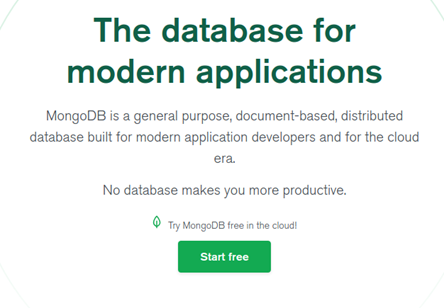 The database for
modern applications
MongoDB is a general purpose, document-based, distributed
database built for modern application developers and for the cloud
era.
No database makes you more productive.
Try MongoDB free in the cloud!
Start free